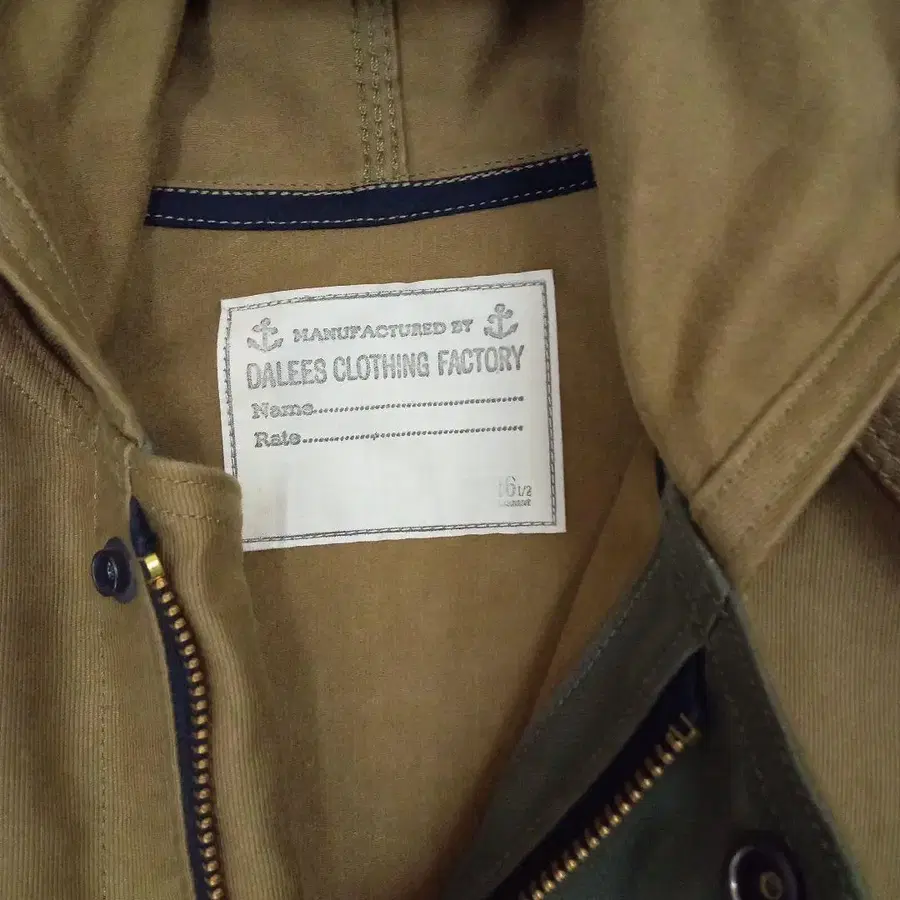 MANUFACTURED BY
DALEES CLOTHING FACTORY
Name
Rate
16 1/2